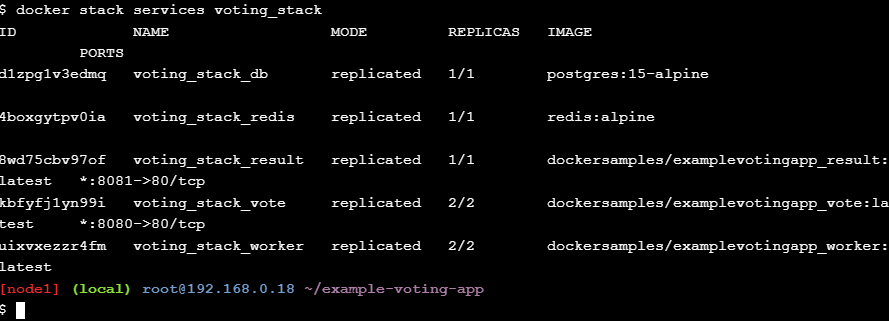 $ docker stack services voting_stack
ID             NAME                  MODE         REPLICAS   IMAGE
         PORTS
d1zpg1v3edmq   voting_stack_db       replicated   1/1        postgres:15-alpine
4boxgytpv0ia   voting_stack_redis    replicated   1/1        redis:alpine
8wd75cbv97of   voting_stack_result   replicated   1/1        dockersamples/examplevotingapp_result:
latest   *:8081->80/tcp
kbfyfj1yn99i   voting_stack_vote     replicated   2/2        dockersamples/examplevotingapp_vote:la
test     *:8080->80/tcp
uixvxezzr4fm   voting_stack_worker   replicated   2/2        dockersamples/examplevotingapp_worker:
latest
[node1] (local) root@192.168.0.18 ~/example-voting-app
$